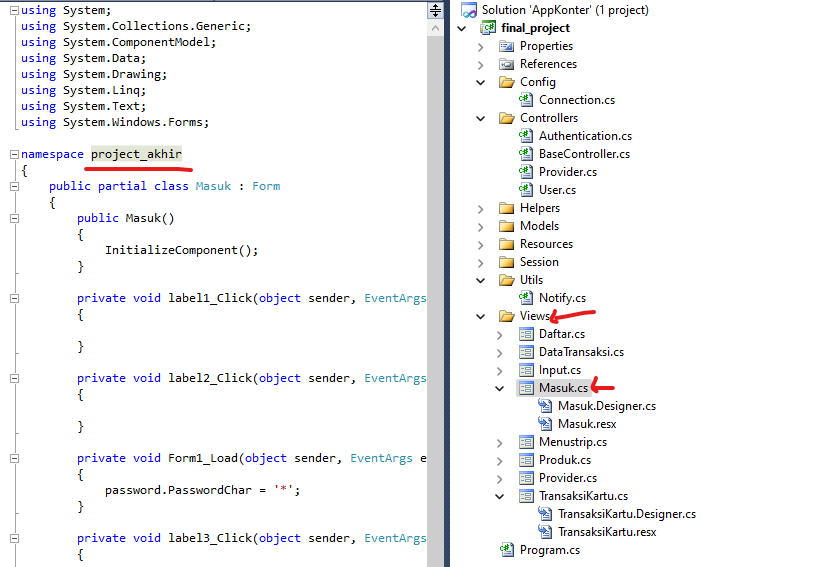 using System;
using System.Collections.Generic;
using System.ComponentModel;
using System.Data;
using System.Drawing;
using System.Linq;
using System.Text;
using System.Windows.Forms;
namespace project_akhir
{
public partial class Masuk : Form
{
public Masuk()
{
InitializeComponent();
}
private void label1_Click(object sender, EventArgs
{
}
private void label2_Click(object sender, EventArgs
{
}
private void Form1_Load(object sender, EventArgs e
{
password.PasswordChar = '*';
}
private void label3_Click(object sender, EventArgs
{
Solution 'AppKonter' (1 project)
final_project
Properties
References
Config
Connection.cs
Controllers
Authentication.cs
BaseController.cs
Provider.cs
User.cs
Helpers
Models
Resources
Session
Utils
Notify.cs
Views
Daftar.cs
DataTransaksi.cs
Input.cs
Masuk.cs
Masuk.Designer.cs
Masuk.resx
Menustrip.cs
Produk.cs
Provider.cs
TransaksiKartu.cs
TransaksiKartu.Designer.cs
TransaksiKartu.resx
Program.cs